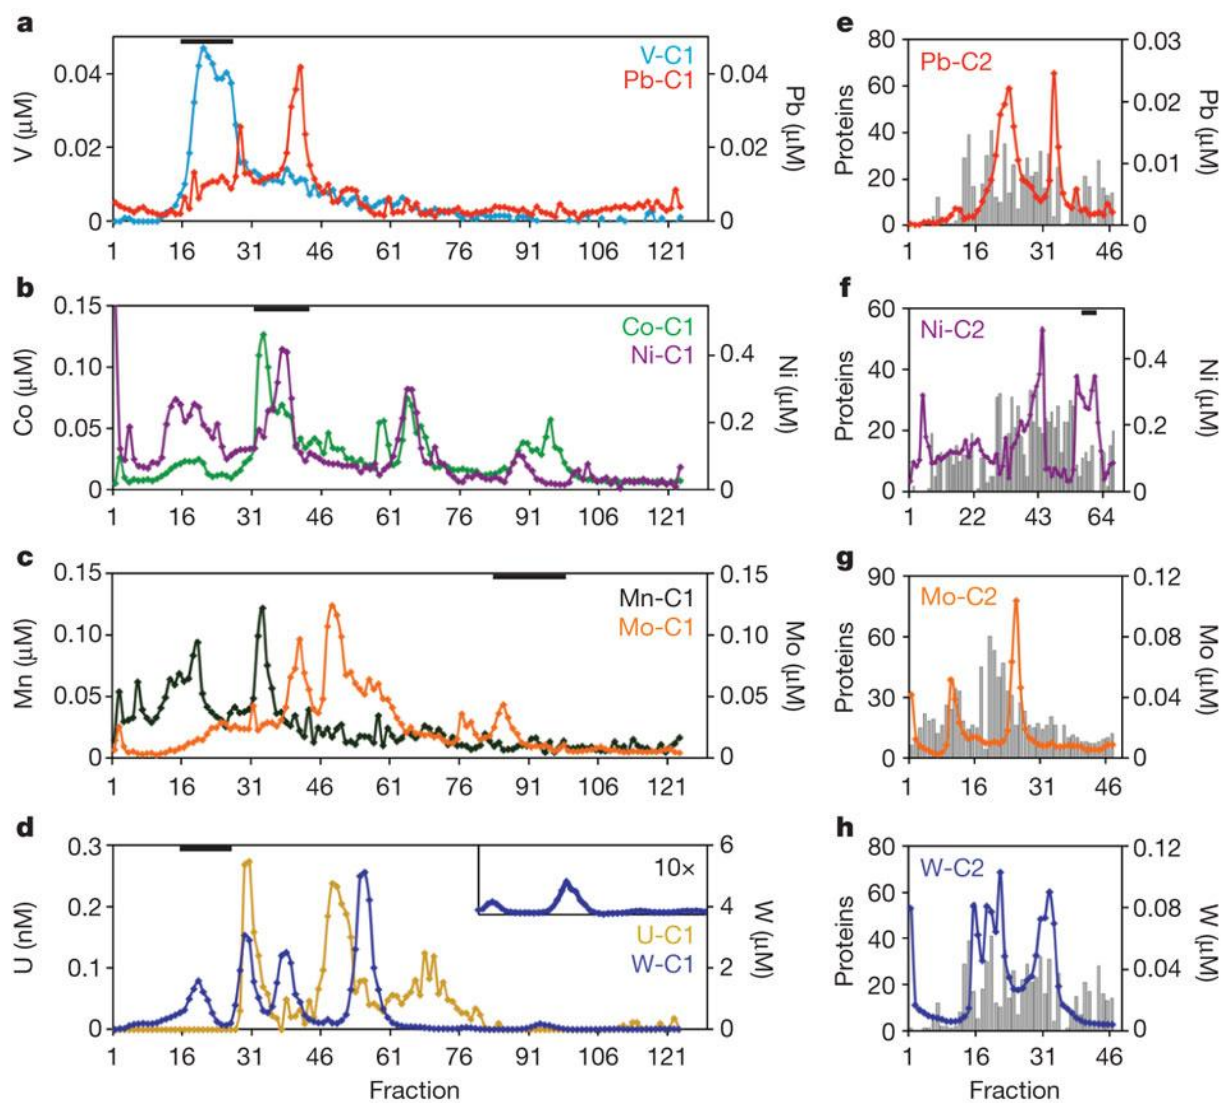 a
V-C1
Pb-C1
V (μM)
0.04
0.02
0
Pb (μM)
0.04
0.02
0
1 16 31 46 61 76 91 106 121
e
Pb-C2
Proteins
80
60
40
20
0
Pb (μM)
0.03
0.02
0.01
0
1 16 31 46
b
Co-C1
Ni-C1
Co (μM)
0.15
0.10
0.05
0
Ni (μM)
0.4
0.2
0
1 16 31 46 61 76 91 106 121
f
Ni-C2
Proteins
60
40
20
0
Ni (μM)
0.4
0.2
0
1 22 43 64
c
Mn-C1
Mo-C1
Mn (μM)
0.15
0.10
0.05
0
Mo (μM)
0.15
0.10
0.05
0
1 16 31 46 61 76 91 106 121
g
Mo-C2
Proteins
90
60
30
0
Mo (μM)
0.12
0.08
0.04
0
1 16 31 46
d
10×
U-C1
W-C1
U (nM)
0.3
0.2
0.1
0
W (μM)
6
4
2
0
1 16 31 46 61 76 91 106 121
Fraction
h
W-C2
Proteins
80
60
40
20
0
W (μM)
0.12
0.08
0.04
0
1 16 31 46
Fraction